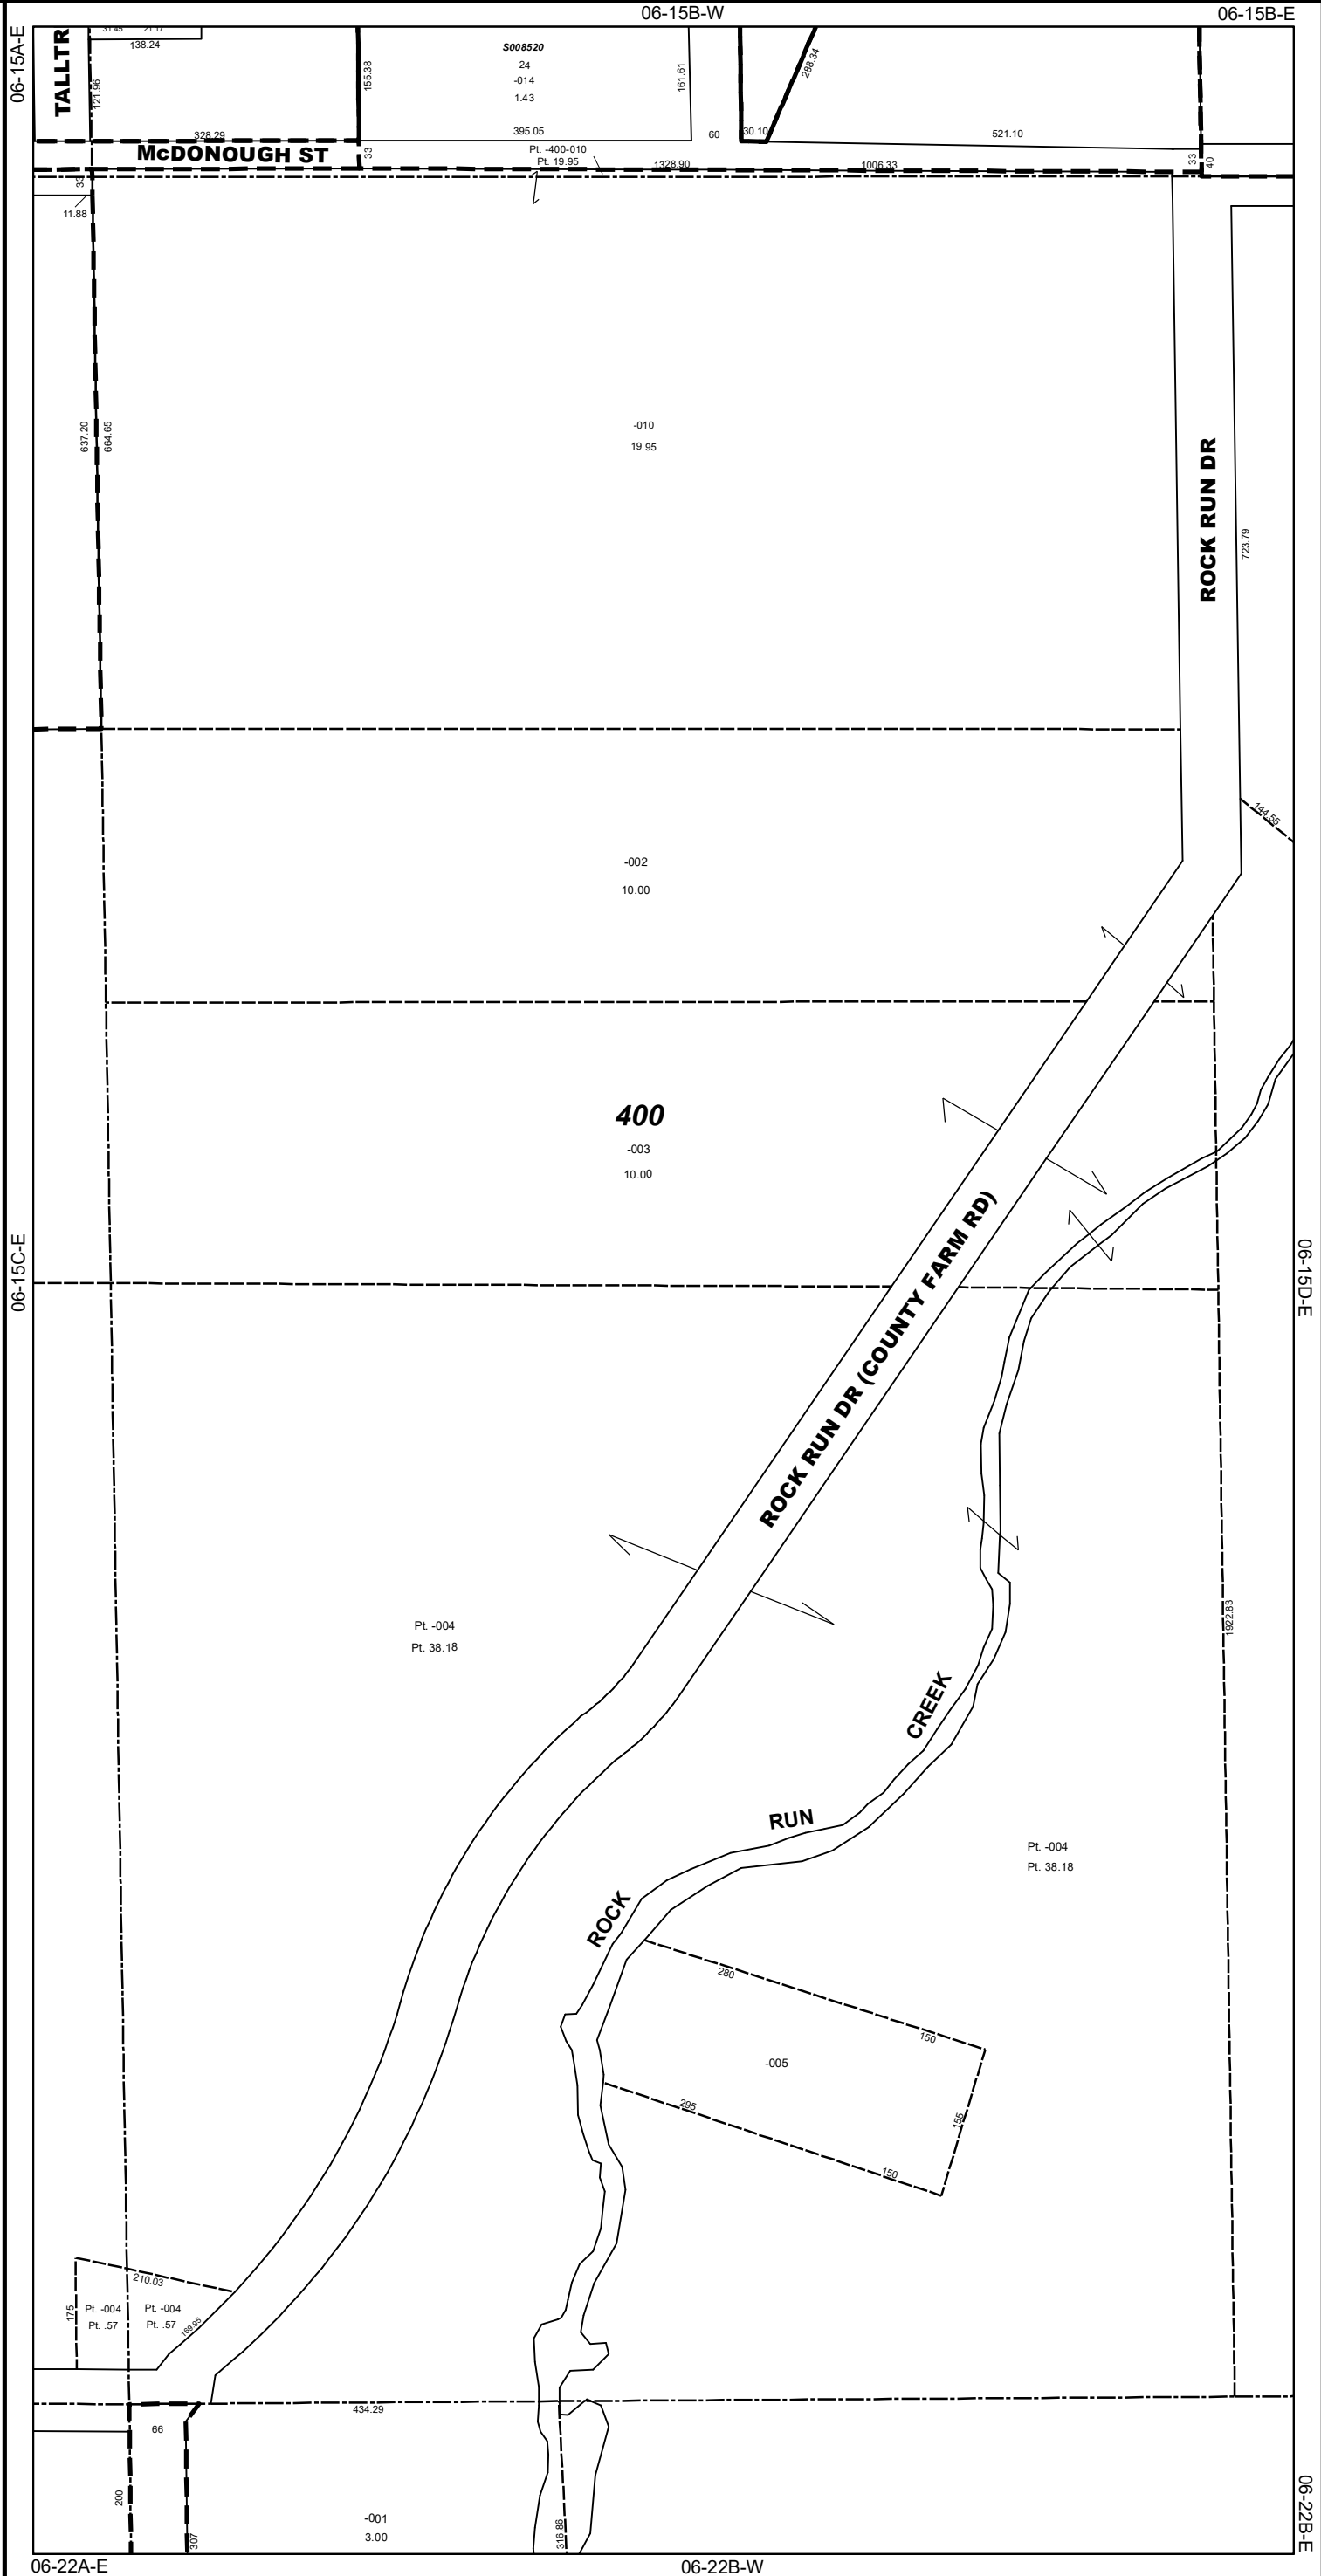 06-15B-W
06-15B-E
06-15A-E
TALLTR
31.45
21.17
138.24
121.96
155.38
S008520
24
-014
1.43
161.61
288.34
328.29
395.05
60
30.10
521.10
McDONOUGH ST
33
Pt. -400-010
Pt. 19.95
1328.90
1006.33
33
40
33
11.88
637.20
664.65
-010
19.95
ROCK RUN DR
723.79
144.55
-002
10.00
400
-003
10.00
06-15C-E
06-15D-E
ROCK RUN DR (COUNTY FARM RD)
Pt. -004
Pt. 38.18
1922.83
CREEK
RUN
ROCK
Pt. -004
Pt. 38.18
280
150
-005
295
155
150
210.03
175
Pt. -004
Pt. .57
Pt. -004
Pt. .57
169.95
434.29
66
200
307
-001
3.00
316.86
06-22B-E
06-22A-E
06-22B-W